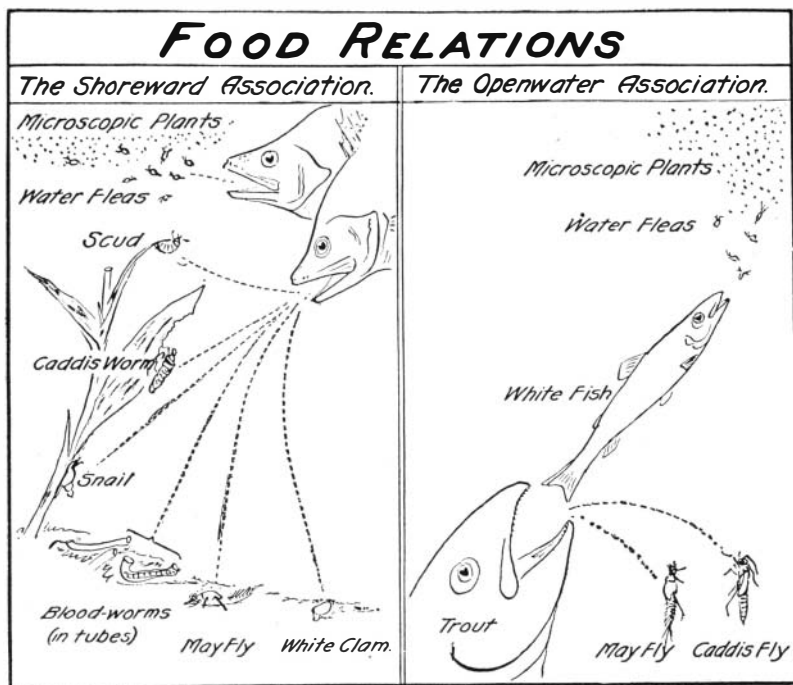 FOOD RELATIONS
The Shoreward Association.
Microscopic Plants
Water Fleas
Scud
Caddis Worm
Snail
Blood-worms
(in tubes)
May Fly
White Clam.
The Openwater Association.
Microscopic Plants
Water Fleas
White Fish
Trout
May Fly
Caddis Fly